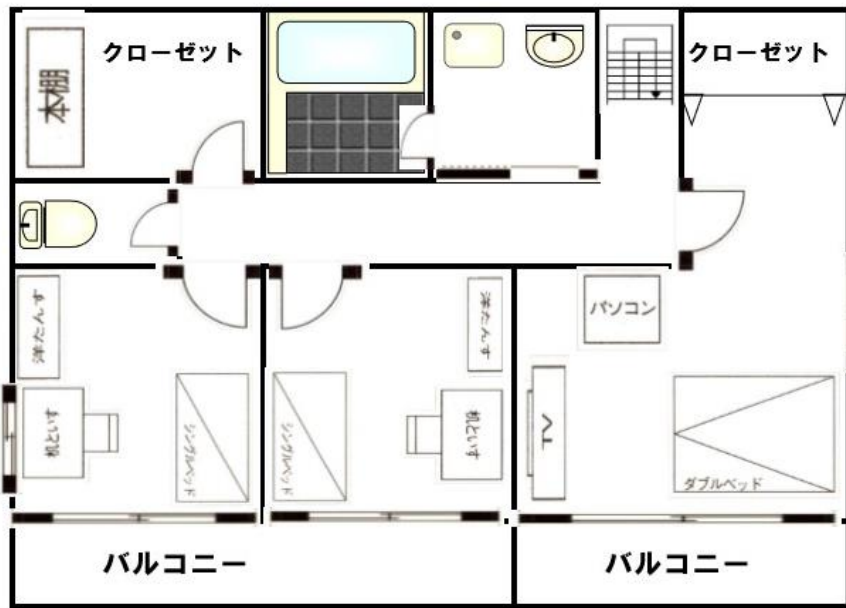 クローゼット
クローゼット
本棚
洋たんす
洋たんす
パソコン
机といす
シングルベッド
シングルベッド
机といす
TV
ダブルベッド
バルコニー
バルコニー